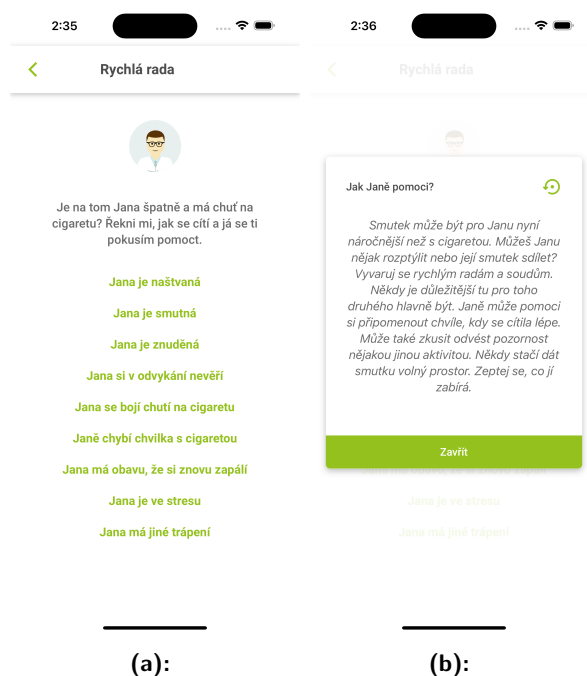 2:35
Rychlá rada
Je na tom Jana špatně a má chuť na
cigaretu? Řekni mi, jak se cítí a já se ti
pokusím pomoct.
Jana je naštvaná
Jana je smutná
Jana je znuděná
Jana si v odvykání nevěří
Jana se bojí chutí na cigaretu
Janě chybí chvilka s cigaretou
Jana má obavu, že si znovu zapálí
Jana je ve stresu
Jana má jiné trápení
(a):
2:36
Rychlá rada
Jak Janě pomoci?
Smutek může být pro Janu nyní
náročnější než s cigaretou. Můžeš Janu
nějak rozptýlit nebo její smutek sdílet?
Vyvaruj se rychlým radám a soudům.
Někdy je důležitější tu pro toho
druhého hlavně být. Janě může pomoci
si připomenout chvíle, kdy se cítila lépe.
Může také zkusit odvést pozornost
nějakou jinou aktivitou. Někdy stačí dát
smutku volný prostor. Zeptej se, co jí
zabírá.
Zavřít
Jana má obavu, že si znovu zapálí
Jana je ve stresu
Jana má jiné trápení
(b):